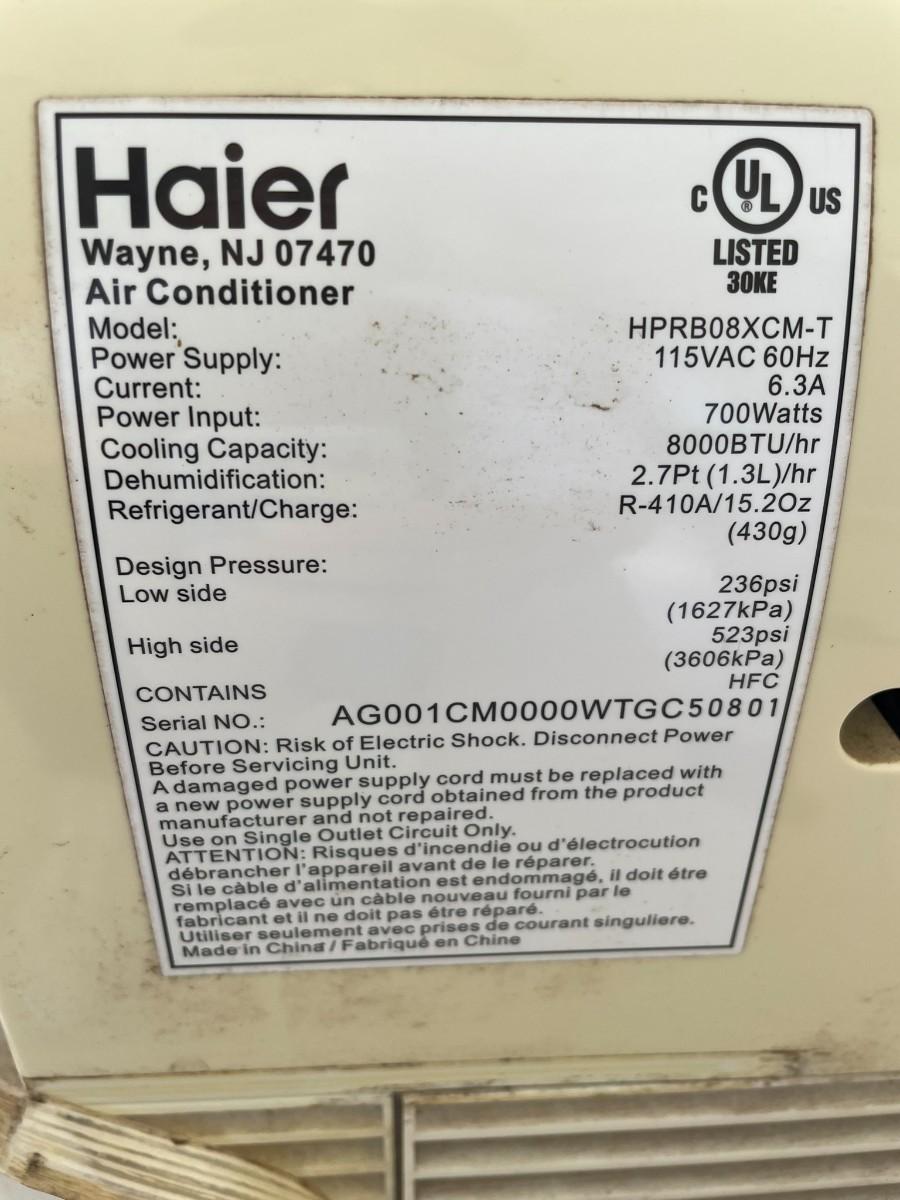 Haier
C UL® US
LISTED
30KE
Wayne, NJ 07470
Air Conditioner
Model: HPRB08XCM-T
Power Supply: 115VAC 60Hz
Current: 6.3A
Power Input: 700Watts
Cooling Capacity: 8000BTU/hr
Dehumidification: 2.7Pt (1.3L)/hr
Refrigerant/Charge: R-410A/15.2Oz
(430g)
Design Pressure:
Low side 236psi
(1627kPa)
High side 523psi
(3606kPa)
CONTAINS HFC
Serial NO.: AG001CM0000WTGC50801
CAUTION: Risk of Electric Shock. Disconnect Power
Before Servicing Unit.
A damaged power supply cord must be replaced with
a new power supply cord obtained from the product
manufacturer and not repaired.
Use on Single Outlet Circuit Only.
ATTENTION: Risques d'incendie ou d'électrocution
débrancher l'appareil avant de le réparer.
Si le càble d'alimentation est endommagé, il doit étre
remplacé avec un càble nouveau fourni par le
fabricant et il ne doit pas étre réparé.
Utiliser seulement avec prises de courant singuliere.
Made in China / Fabriqué en Chine